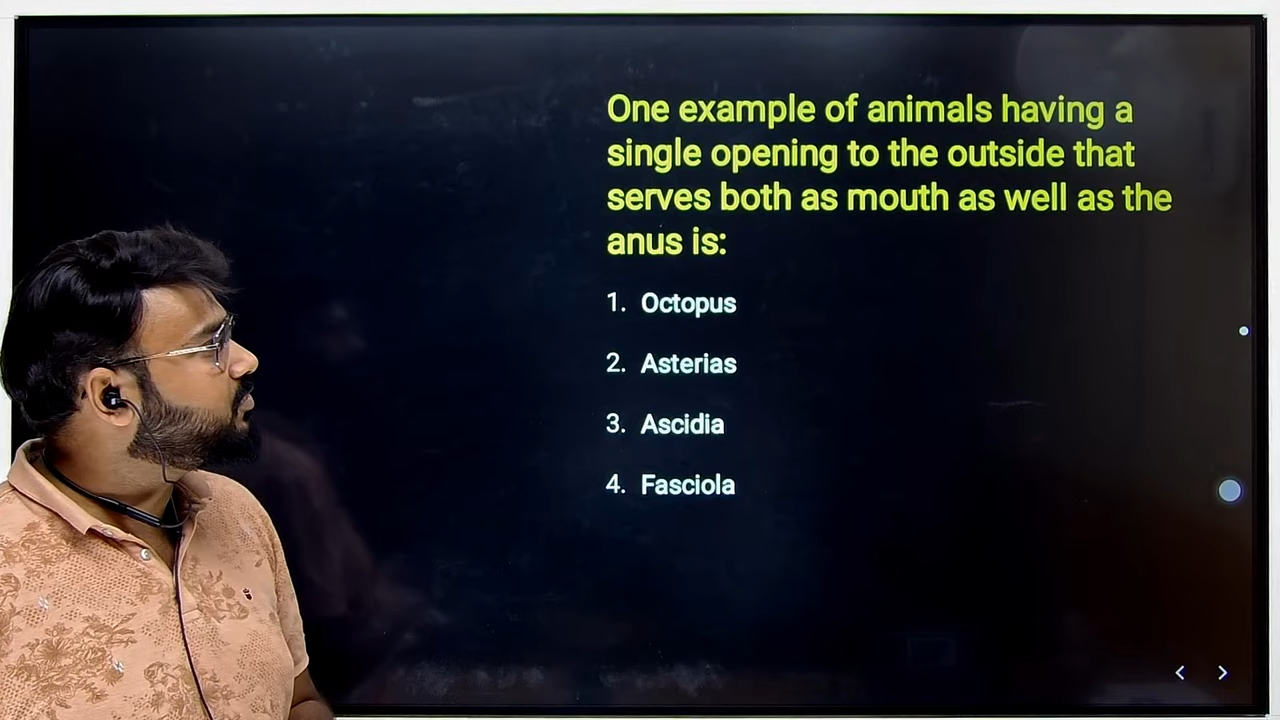 One example of animals having a
single opening to the outside that
serves both as mouth as well as the
anus is:
1. Octopus
2. Asterias
3. Ascidia
4. Fasciola